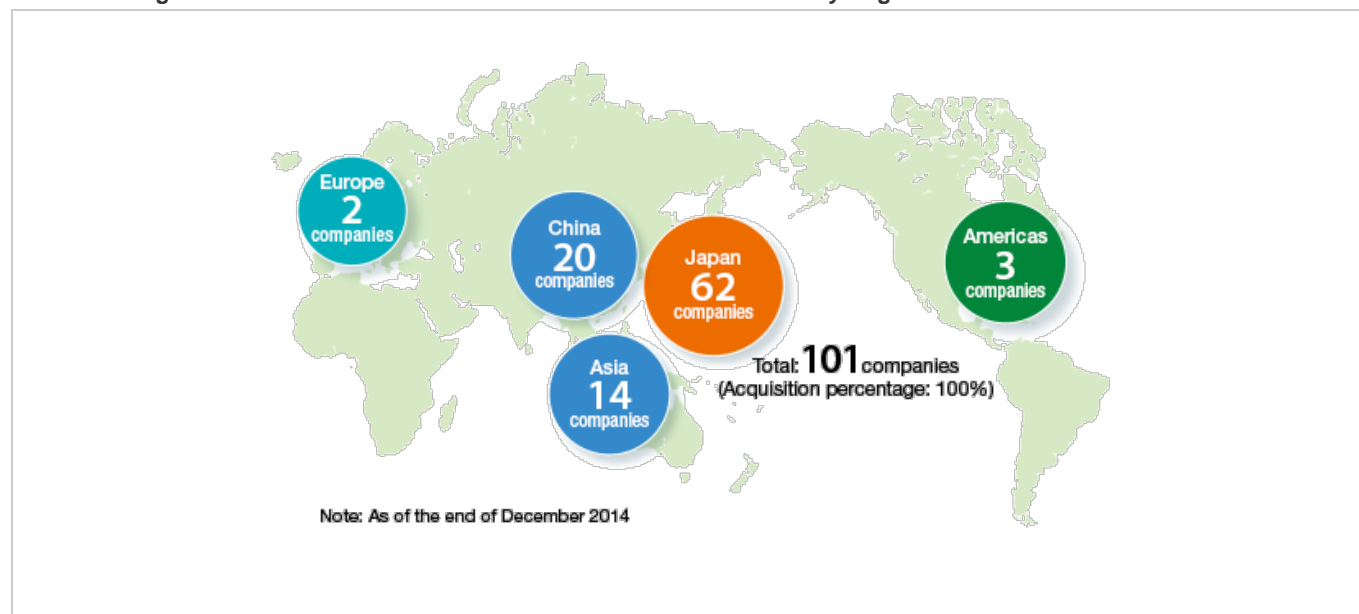 Europe
2
companies
China
20
companies
Japan
62
companies
Americas
3
companies
Asia
14
companies
Total: 101 companies
(Acquisition percentage: 100%)
Note: As of the end of December 2014